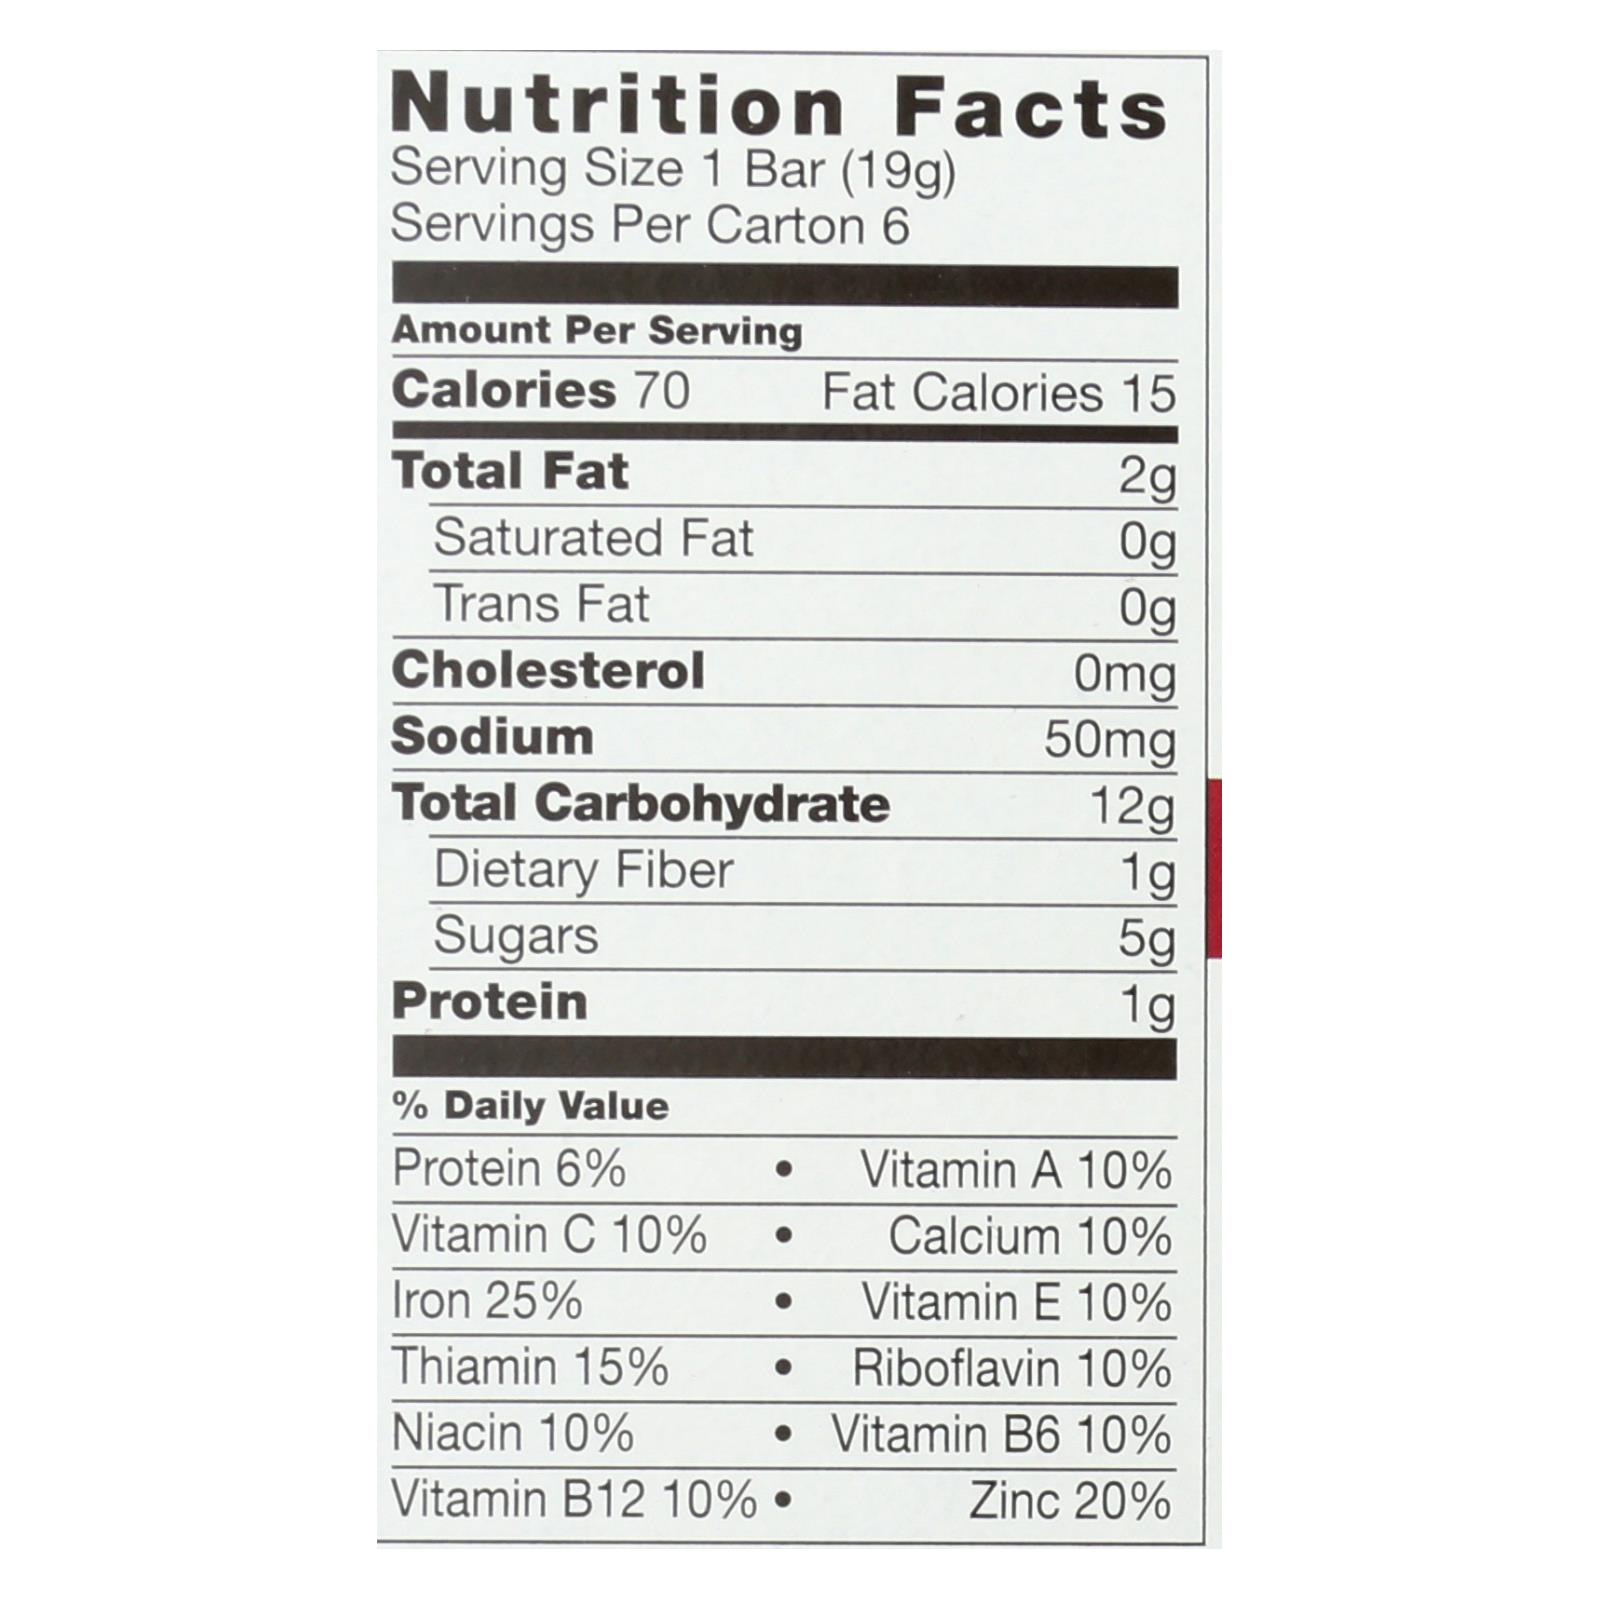 Nutrition Facts
Serving Size 1 Bar (19g)
Servings Per Carton 6
Amount Per Serving
Calories 70 Fat Calories 15
Total Fat 2g
Saturated Fat 0g
Trans Fat 0g
Cholesterol 0mg
Sodium 50mg
Total Carbohydrate 12g
Dietary Fiber 1g
Sugars 5g
Protein 1g
% Daily Value
Protein 6% • Vitamin A 10%
Vitamin C 10% • Calcium 10%
Iron 25% • Vitamin E 10%
Thiamin 15% • Riboflavin 10%
Niacin 10% • Vitamin B6 10%
Vitamin B12 10% • Zinc 20%